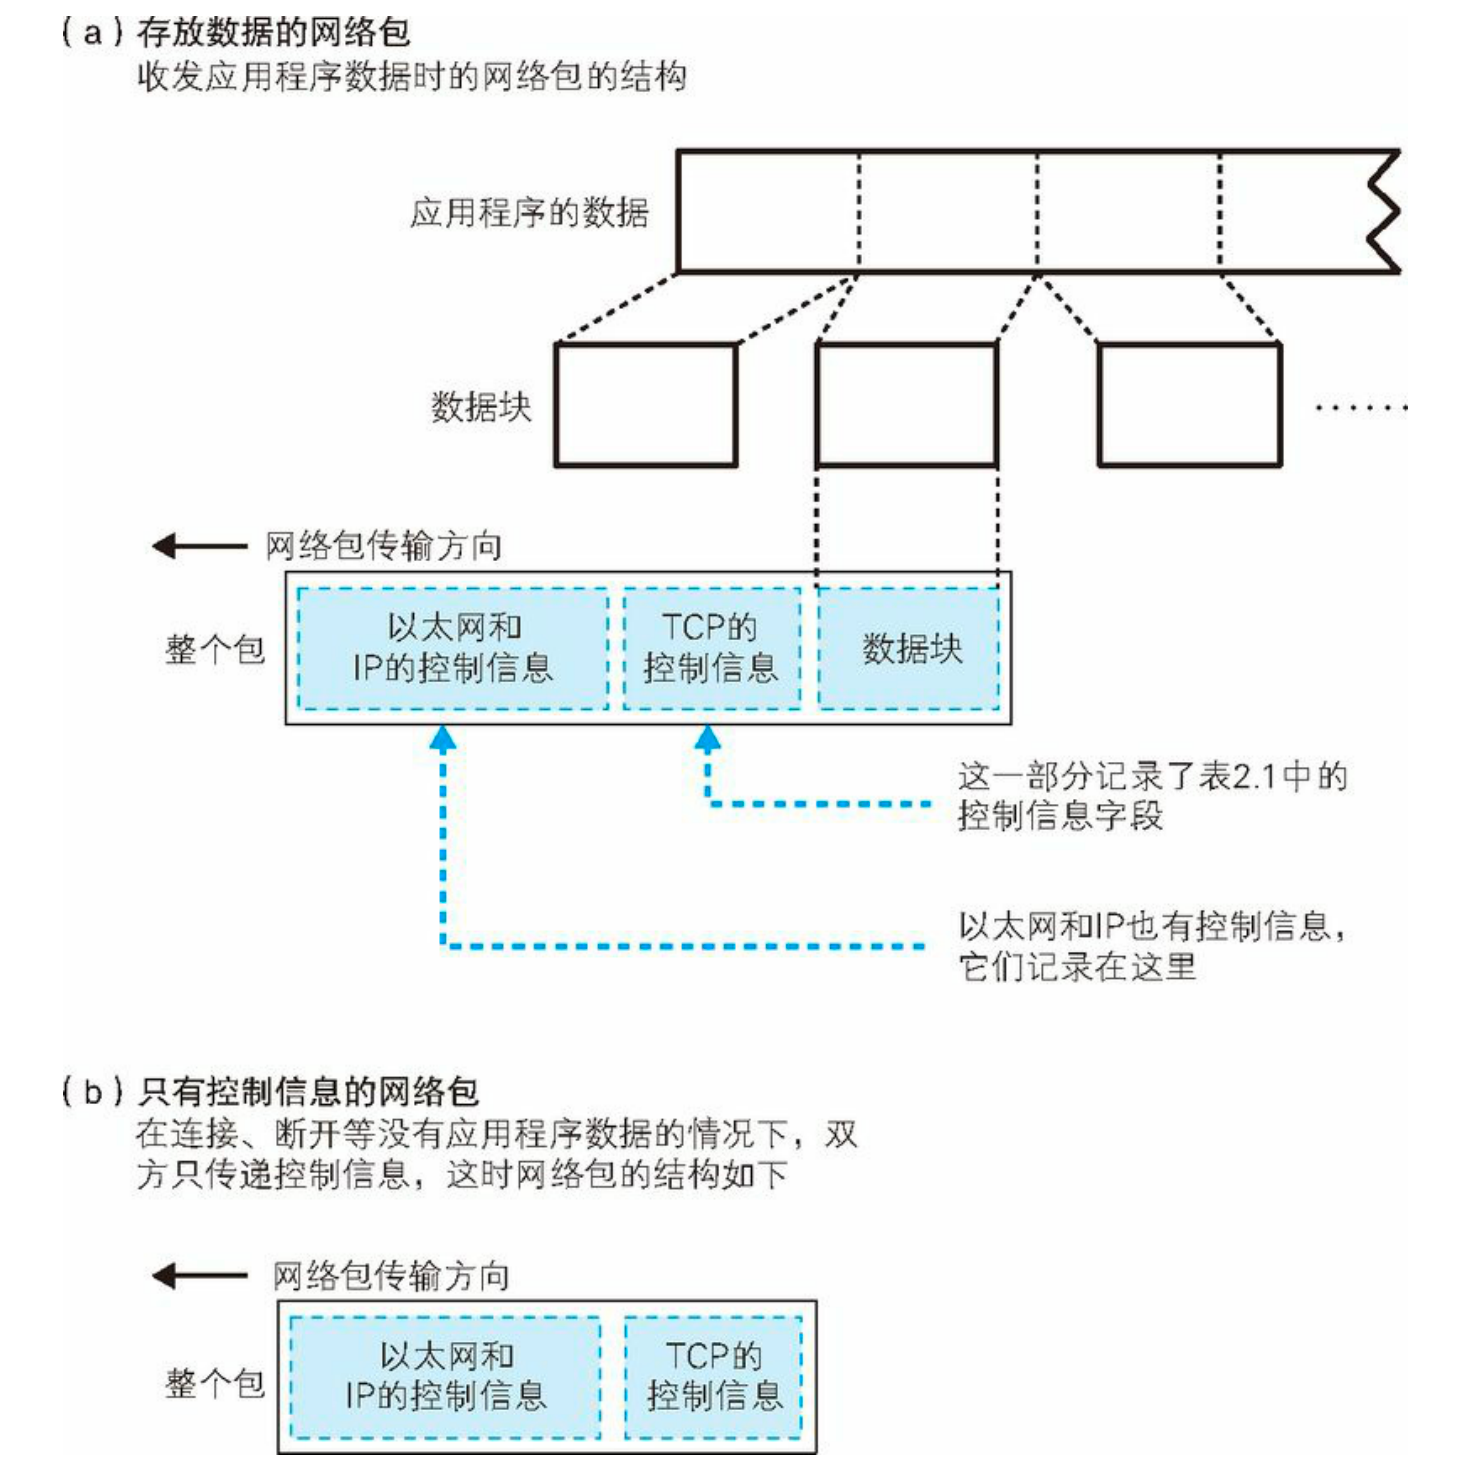 （a）存放数据的网络包
收发应用程序数据时的网络包的结构
应用程序的数据
数据块
······
网络包传输方向
整个包
以太网和
IP的控制信息
TCP的
控制信息
数据块
这一部分记录了表2.1中的
控制信息字段
以太网和IP也有控制信息，
它们记录在这里
（b）只有控制信息的网络包
在连接、断开等没有应用程序数据的情况下，双
方只传递控制信息，这时网络包的结构如下
网络包传输方向
整个包
以太网和
IP的控制信息
TCP的
控制信息